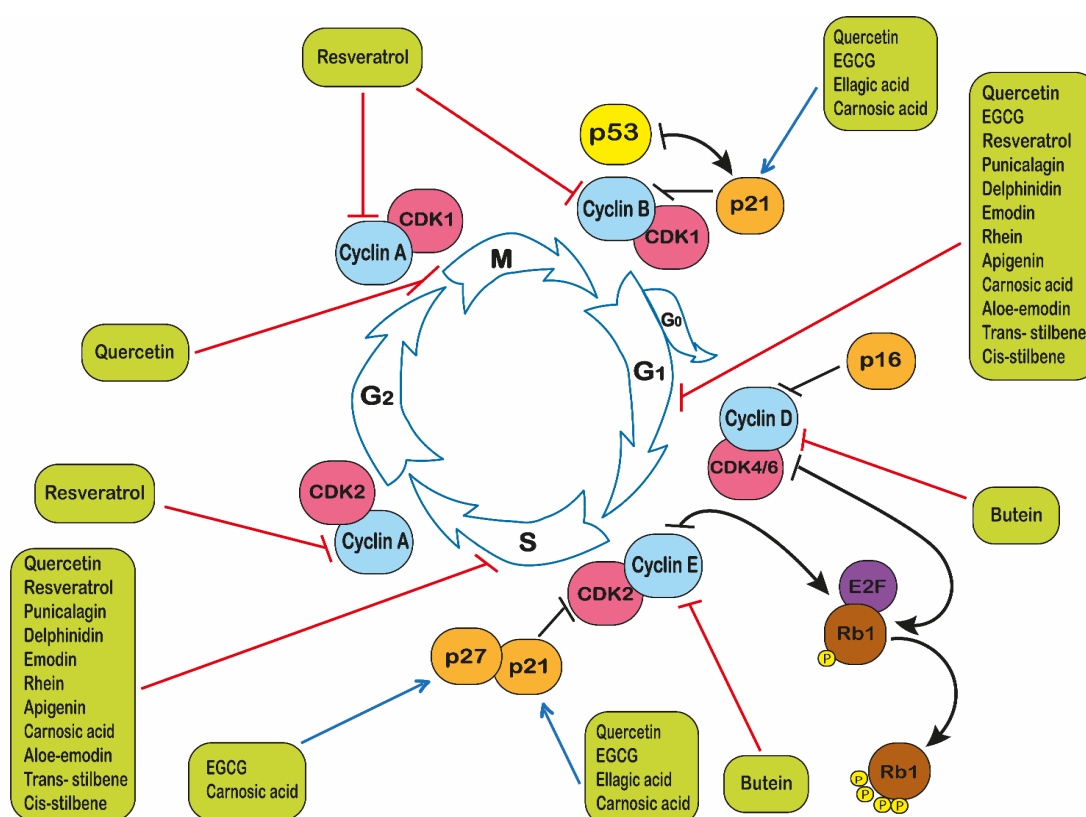 Resveratrol
Quercetin
EGCG
Ellagic acid
Carnosic acid
Quercetin
EGCG
Resveratrol
Punicalagin
Delphinidin
Emodin
Rhein
Apigenin
Carnosic acid
Aloe-emodin
Trans- stilbene
Cis-stilbene
p53
p21
Cyclin B
CDK1
CDK1
Cyclin A
M
G0
G1
G2
S
Quercetin
p16
Cyclin D
CDK4/6
Butein
Resveratrol
CDK2
Cyclin A
Cyclin E
CDK2
E2F
Rb1
P
Quercetin
Resveratrol
Punicalagin
Delphinidin
Emodin
Rhein
Apigenin
Carnosic acid
Aloe-emodin
Trans- stilbene
Cis-stilbene
p27
p21
EGCG
Carnosic acid
Quercetin
EGCG
Ellagic acid
Carnosic acid
Butein
Rb1
P
P
P
P